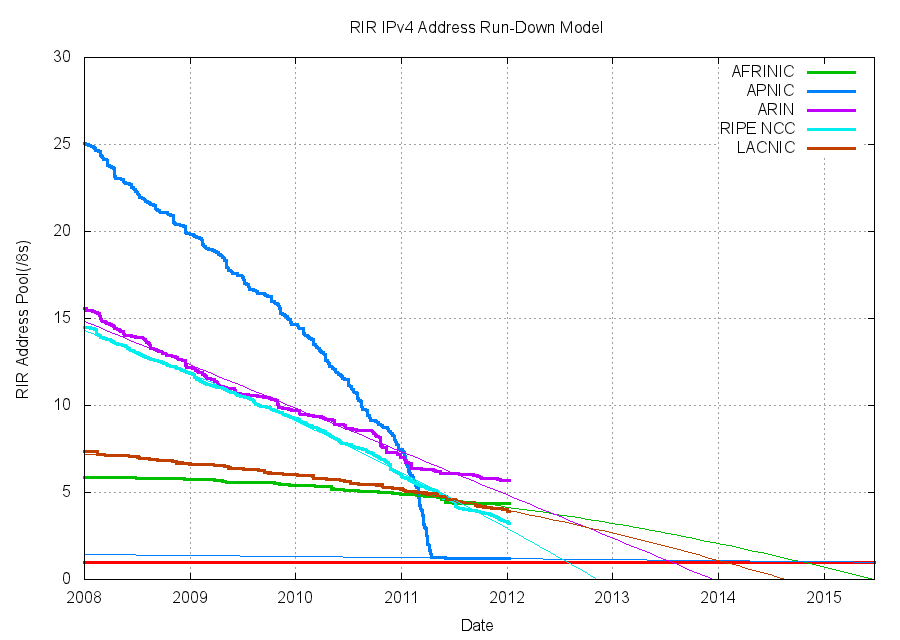 RIR IPv4 Address Run-Down Model
30
25
20
15
10
5
0
RIR Address Pool(/8s)
AFRINIC
APNIC
ARIN
RIPE NCC
LACNIC
2008 2009 2010 2011 2012 2013 2014 2015
Date